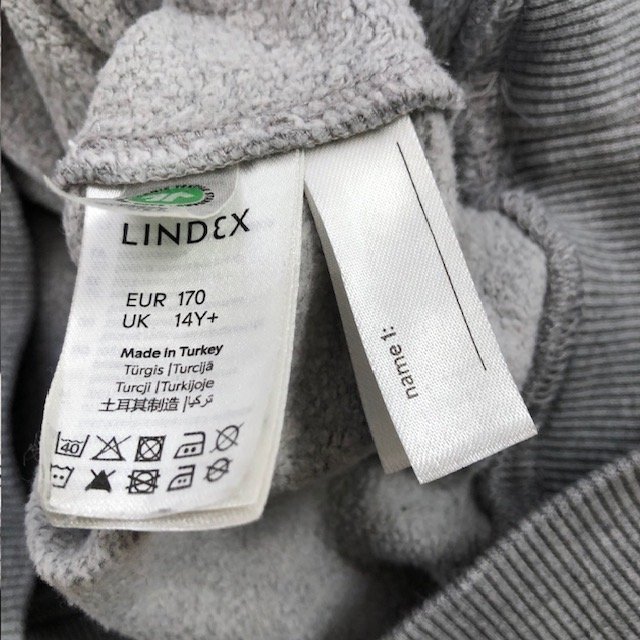 LINDEX
EUR 170
UK 14Y+
Made in Turkey
Türgis | Turcijā
Turcji | Turkijoje
土耳其制造 | تركيا
40
name 1: